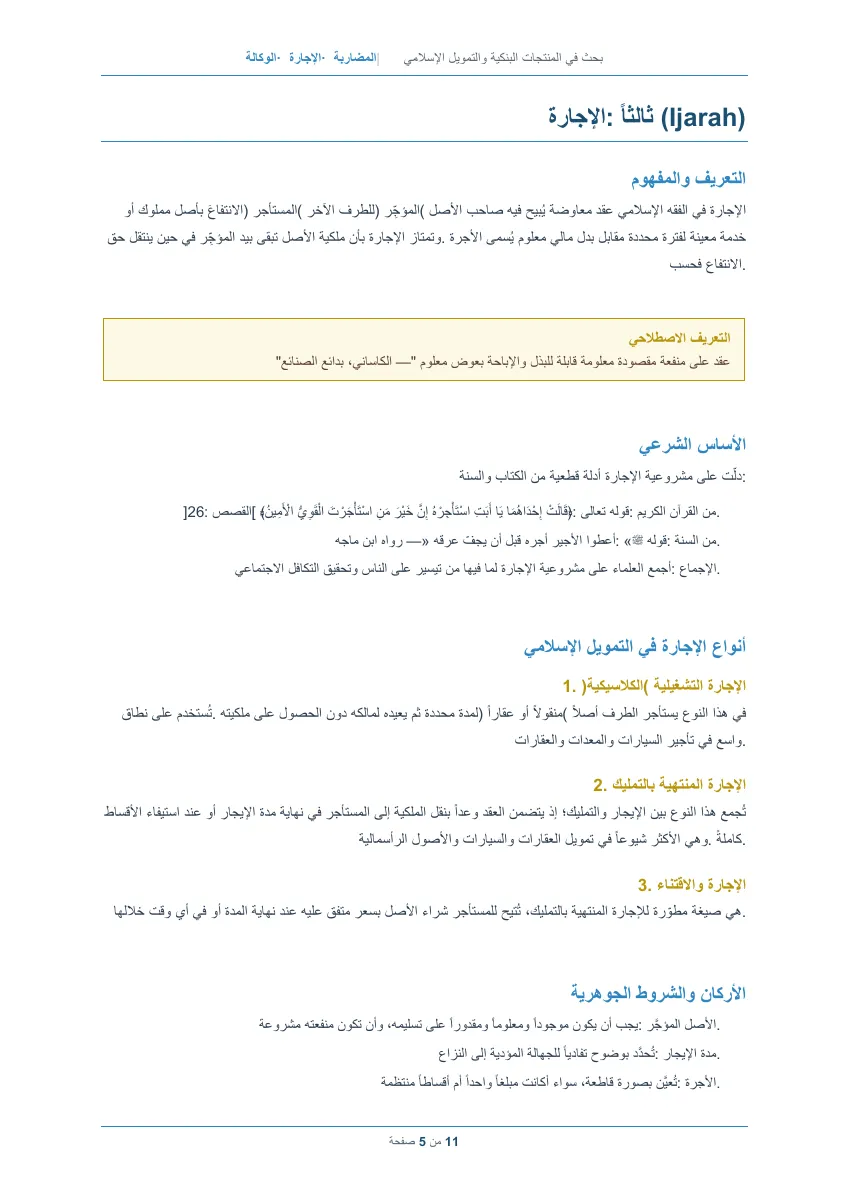 بحث في المنتجات البنكية والتمويل الإسلامي | المضاربة · الإجارة · الوكالة
ثالثاً: الإجارة (Ijarah)
التعريف والمفهوم
الإجارة في الفقه الإسلامي عقد معاوضة يُبيح فيه صاحب الأصل (المؤجِّر) للطرف الآخر (المستأجر) الانتفاعَ بأصل مملوك أو
خدمة معينة لفترة محددة مقابل بدل مالي معلوم يُسمى الأجرة. وتمتاز الإجارة بأن ملكية الأصل تبقى بيد المؤجِّر في حين ينتقل حق
الانتفاع فحسب.
التعريف الاصطلاحي
"عقد على منفعة مقصودة معلومة قابلة للبذل والإباحة بعوض معلوم" — الكاساني، بدائع الصنائع
الأساس الشرعي
دلّت على مشروعية الإجارة أدلة قطعية من الكتاب والسنة:
من القرآن الكريم: قوله تعالى: ﴿قَالَتْ إِحْدَاهُمَا يَا أَبَتِ اسْتَأْجِرْهُ إِنَّ خَيْرَ مَنِ اسْتَأْجَرْتَ الْقَوِيُّ الْأَمِينُ﴾ [القصص: 26]
من السنة: قوله ﷺ: «أعطوا الأجير أجره قبل أن يجفّ عرقه» — رواه ابن ماجه.
الإجماع: أجمع العلماء على مشروعية الإجارة لما فيها من تيسير على الناس وتحقيق التكافل الاجتماعي.
أنواع الإجارة في التمويل الإسلامي
1. الإجارة التشغيلية (الكلاسيكية)
في هذا النوع يستأجر الطرف أصلاً (منقولاً أو عقاراً) لمدة محددة ثم يعيده لمالكه دون الحصول على ملكيته. تُستخدم على نطاق
واسع في تأجير السيارات والمعدات والعقارات.
2. الإجارة المنتهية بالتمليك
تُجمع هذا النوع بين الإيجار والتمليك؛ إذ يتضمن العقد وعداً بنقل الملكية إلى المستأجر في نهاية مدة الإيجار أو عند استيفاء الأقساط
كاملةً. وهي الأكثر شيوعاً في تمويل العقارات والسيارات والأصول الرأسمالية.
3. الإجارة والاقتناء
هي صيغة مطوّرة للإجارة المنتهية بالتمليك، تُتيح للمستأجر شراء الأصل بسعر متفق عليه عند نهاية المدة أو في أي وقت خلالها.
الأركان والشروط الجوهرية
الأصل المؤجَّر: يجب أن يكون موجوداً ومعلوماً ومقدوراً على تسليمه، وأن تكون منفعته مشروعة.
مدة الإيجار: تُحدَّد بوضوح تفادياً للجهالة المؤدية إلى النزاع.
الأجرة: تُعيَّن بصورة قاطعة، سواء أكانت مبلغاً واحداً أم أقساطاً منتظمة.
صفحة 5 من 11